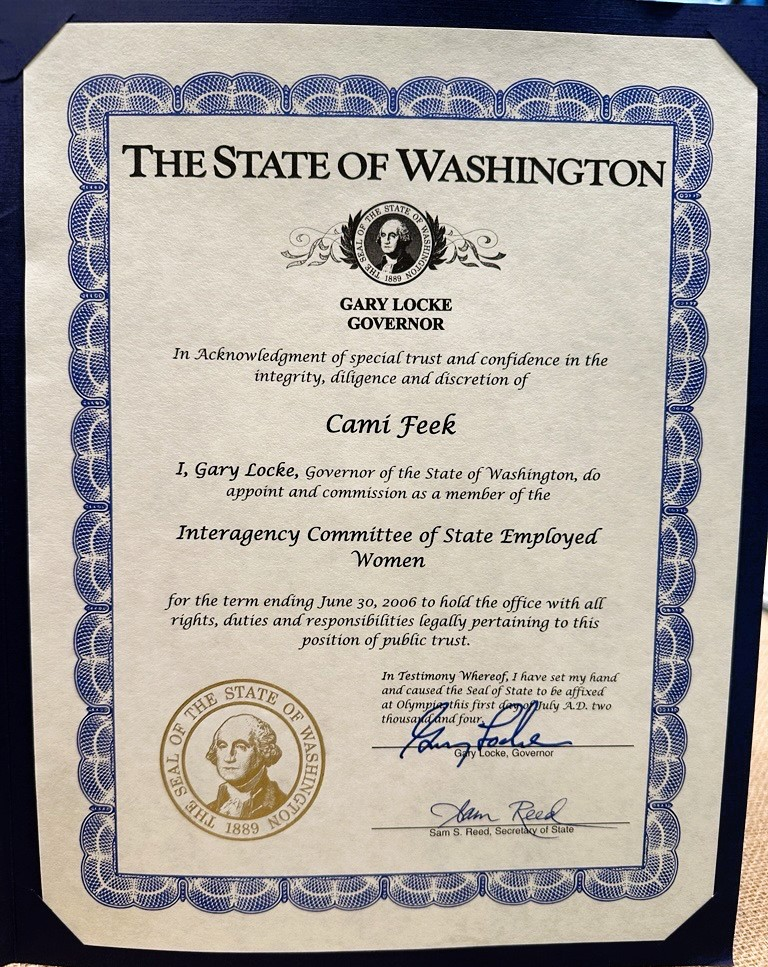 THE STATE OF WASHINGTON
THE SEAL OF THE STATE OF WASHINGTON
1889
GARY LOCKE
GOVERNOR
In Acknowledgment of special trust and confidence in the
integrity, diligence and discretion of
Cami Feek
I, Gary Locke, Governor of the State of Washington, do
appoint and commission as a member of the
Interagency Committee of State Employed
Women
for the term ending June 30, 2006 to hold the office with all
rights, duties and responsibilities legally pertaining to this
position of public trust.
In Testimony Whereof, I have set my hand
and caused the Seal of State to be affixed
at Olympia this first day of July A.D. two
thousand and four.
Gary Locke
Gary Locke, Governor
Sam Reed
Sam S. Reed, Secretary of State
THE SEAL OF THE STATE OF WASHINGTON
1889